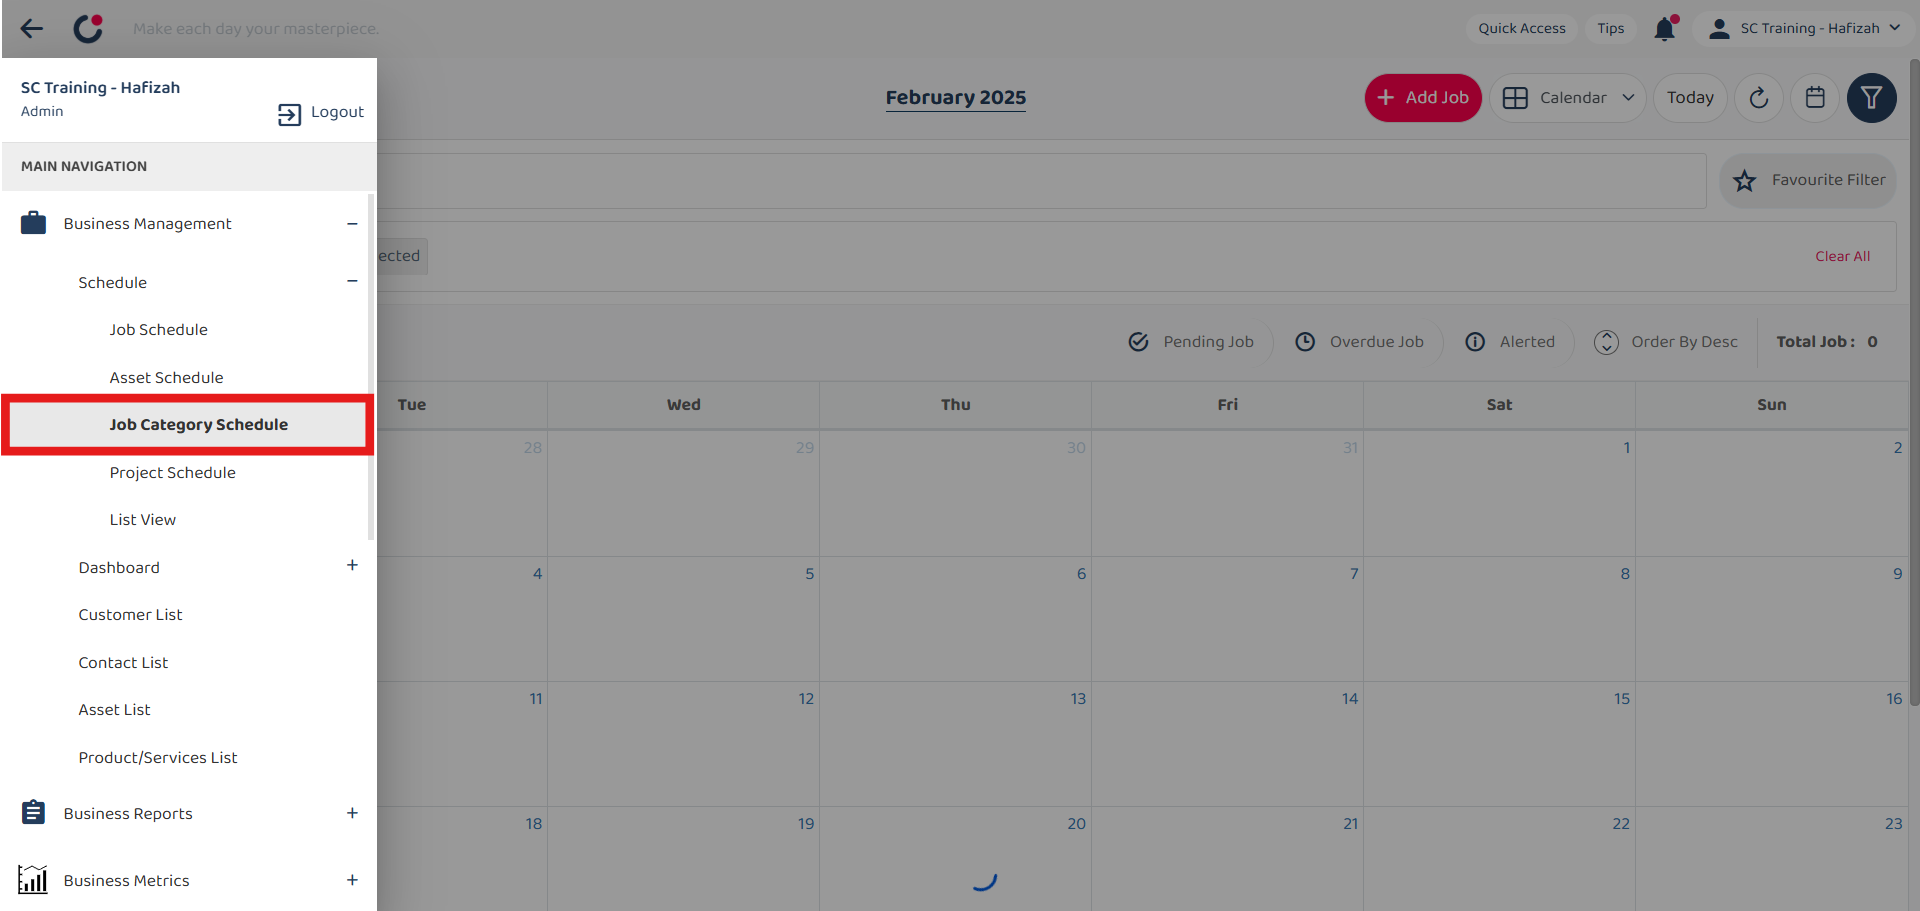 Make each day your masterpiece.
Quick Access
Tips
SC Training - Hafizah
SC Training - Hafizah
Admin
Logout
MAIN NAVIGATION
Business Management
Schedule
Job Schedule
Asset Schedule
Job Category Schedule
Project Schedule
List View
Dashboard
Customer List
Contact List
Asset List
Product/Services List
Business Reports
Business Metrics
February 2025
Add Job
Calendar
Today
Favourite Filter
ected
Clear All
Pending Job
Overdue Job
Alerted
Order By Desc
Total Job : 0
Tue Wed Thu Fri Sat Sun
28 29 30 31 1 2
4 5 6 7 8 9
11 12 13 14 15 16
18 19 20 21 22 23